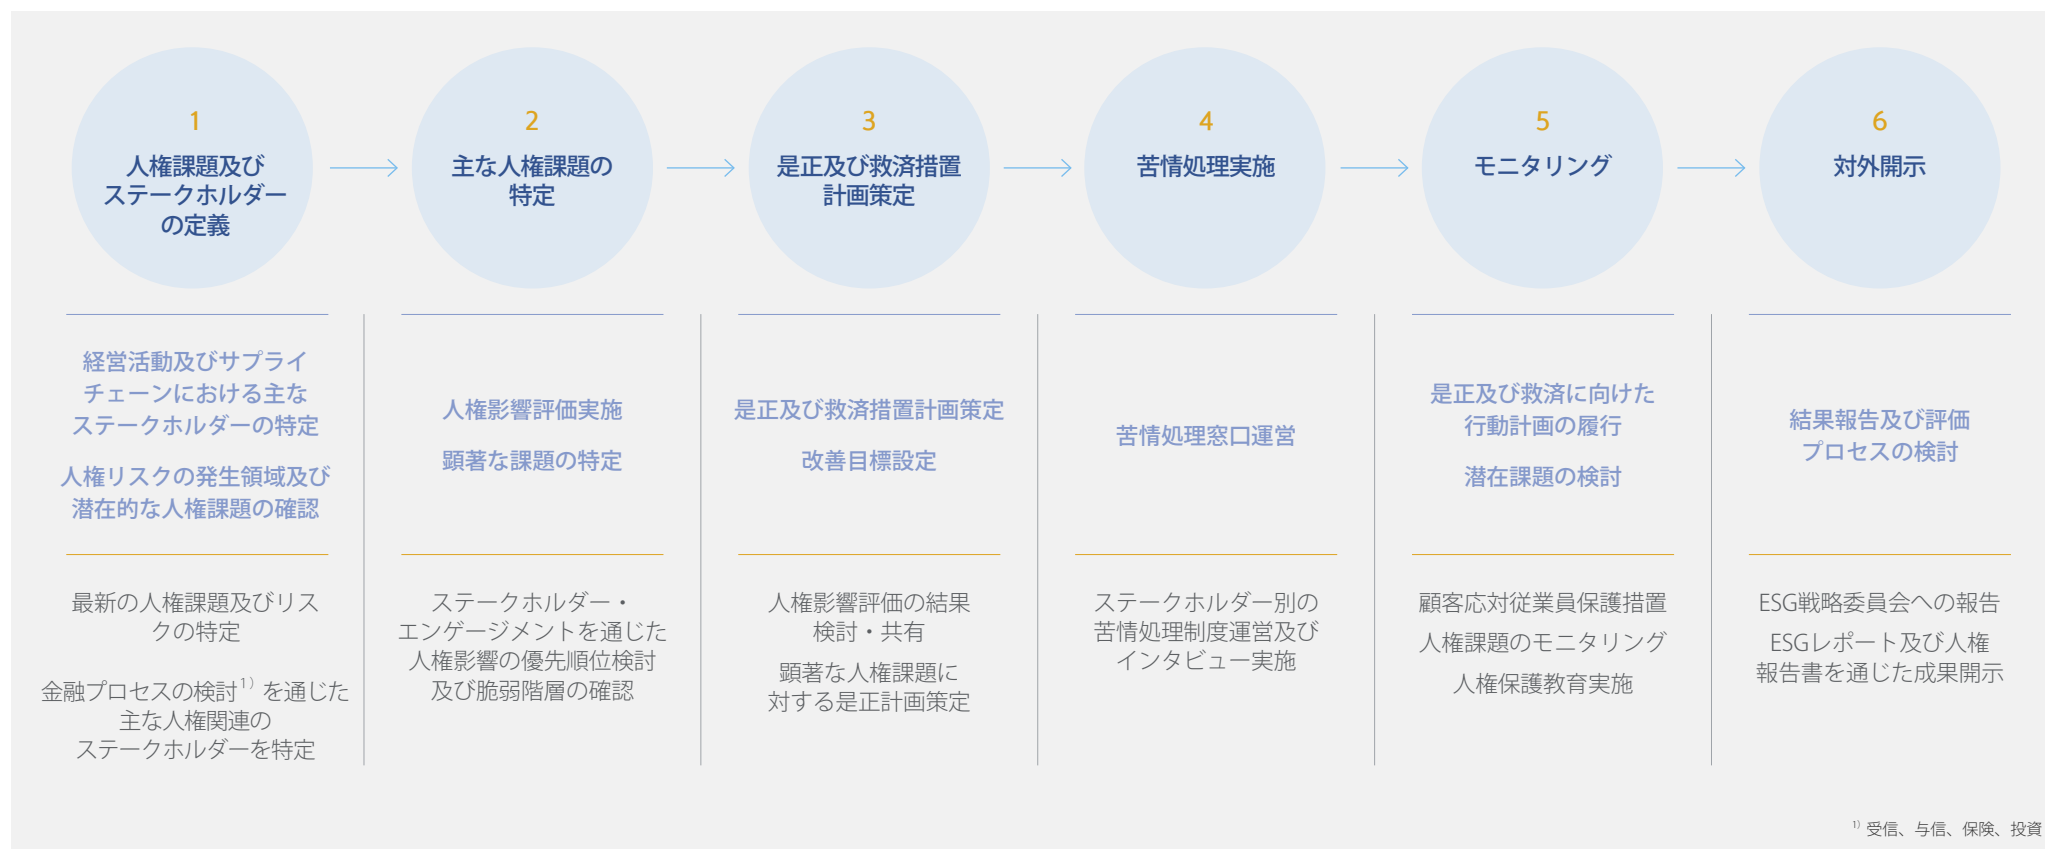 1
人権課題及び
ステークホルダー
の定義
2
主な人権課題の
特定
3
是正及び救済措置
計画策定
4
苦情処理実施
5
モニタリング
6
対外開示
経営活動及びサプライ
チェーンにおける主な
ステークホルダーの特定
人権リスクの発生領域及び
潜在的な人権課題の確認
人権影響評価実施
顕著な課題の特定
是正及び救済措置計画策定
改善目標設定
苦情処理窓口運営
是正及び救済に向けた
行動計画の履行
潜在課題の検討
結果報告及び評価
プロセスの検討
最新の人権課題及びリス
クの特定
金融プロセスの検討1）を通じた
主な人権関連の
ステークホルダーを特定
ステークホルダー・
エンゲージメントを通じた
人権影響の優先順位検討
及び脆弱階層の確認
人権影響評価の結果
検討・共有
顕著な人権課題に
対する是正計画策定
ステークホルダー別の
苦情処理制度運営及び
インタビュー実施
顧客応対従業員保護措置
人権課題のモニタリング
人権保護教育実施
ESG戦略委員会への報告
ESGレポート及び人権
報告書を通じた成果開示
1）受信、与信、保険、投資